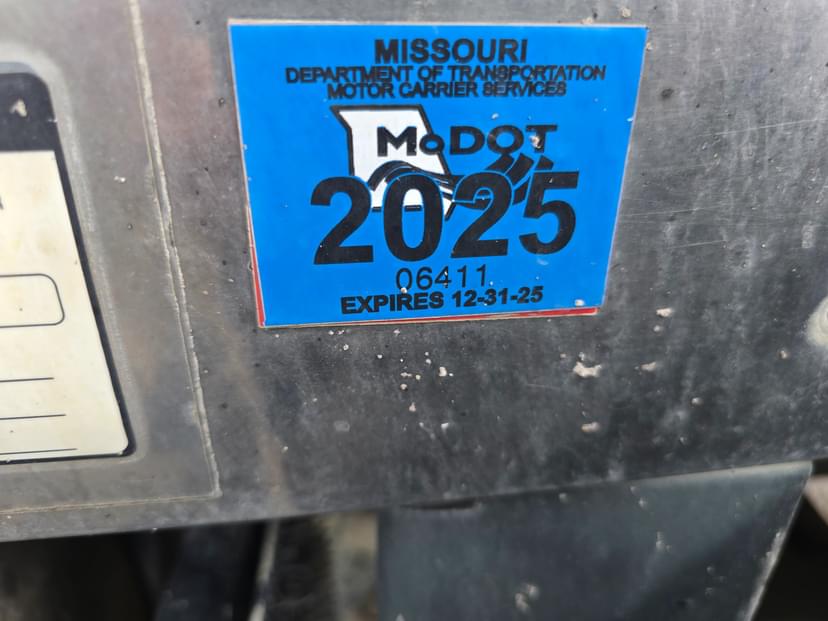 MISSOURI
DEPARTMENT OF TRANSPORTATION
MOTOR CARRIER SERVICES
MoDOT
2025
06411
EXPIRES 12-31-25